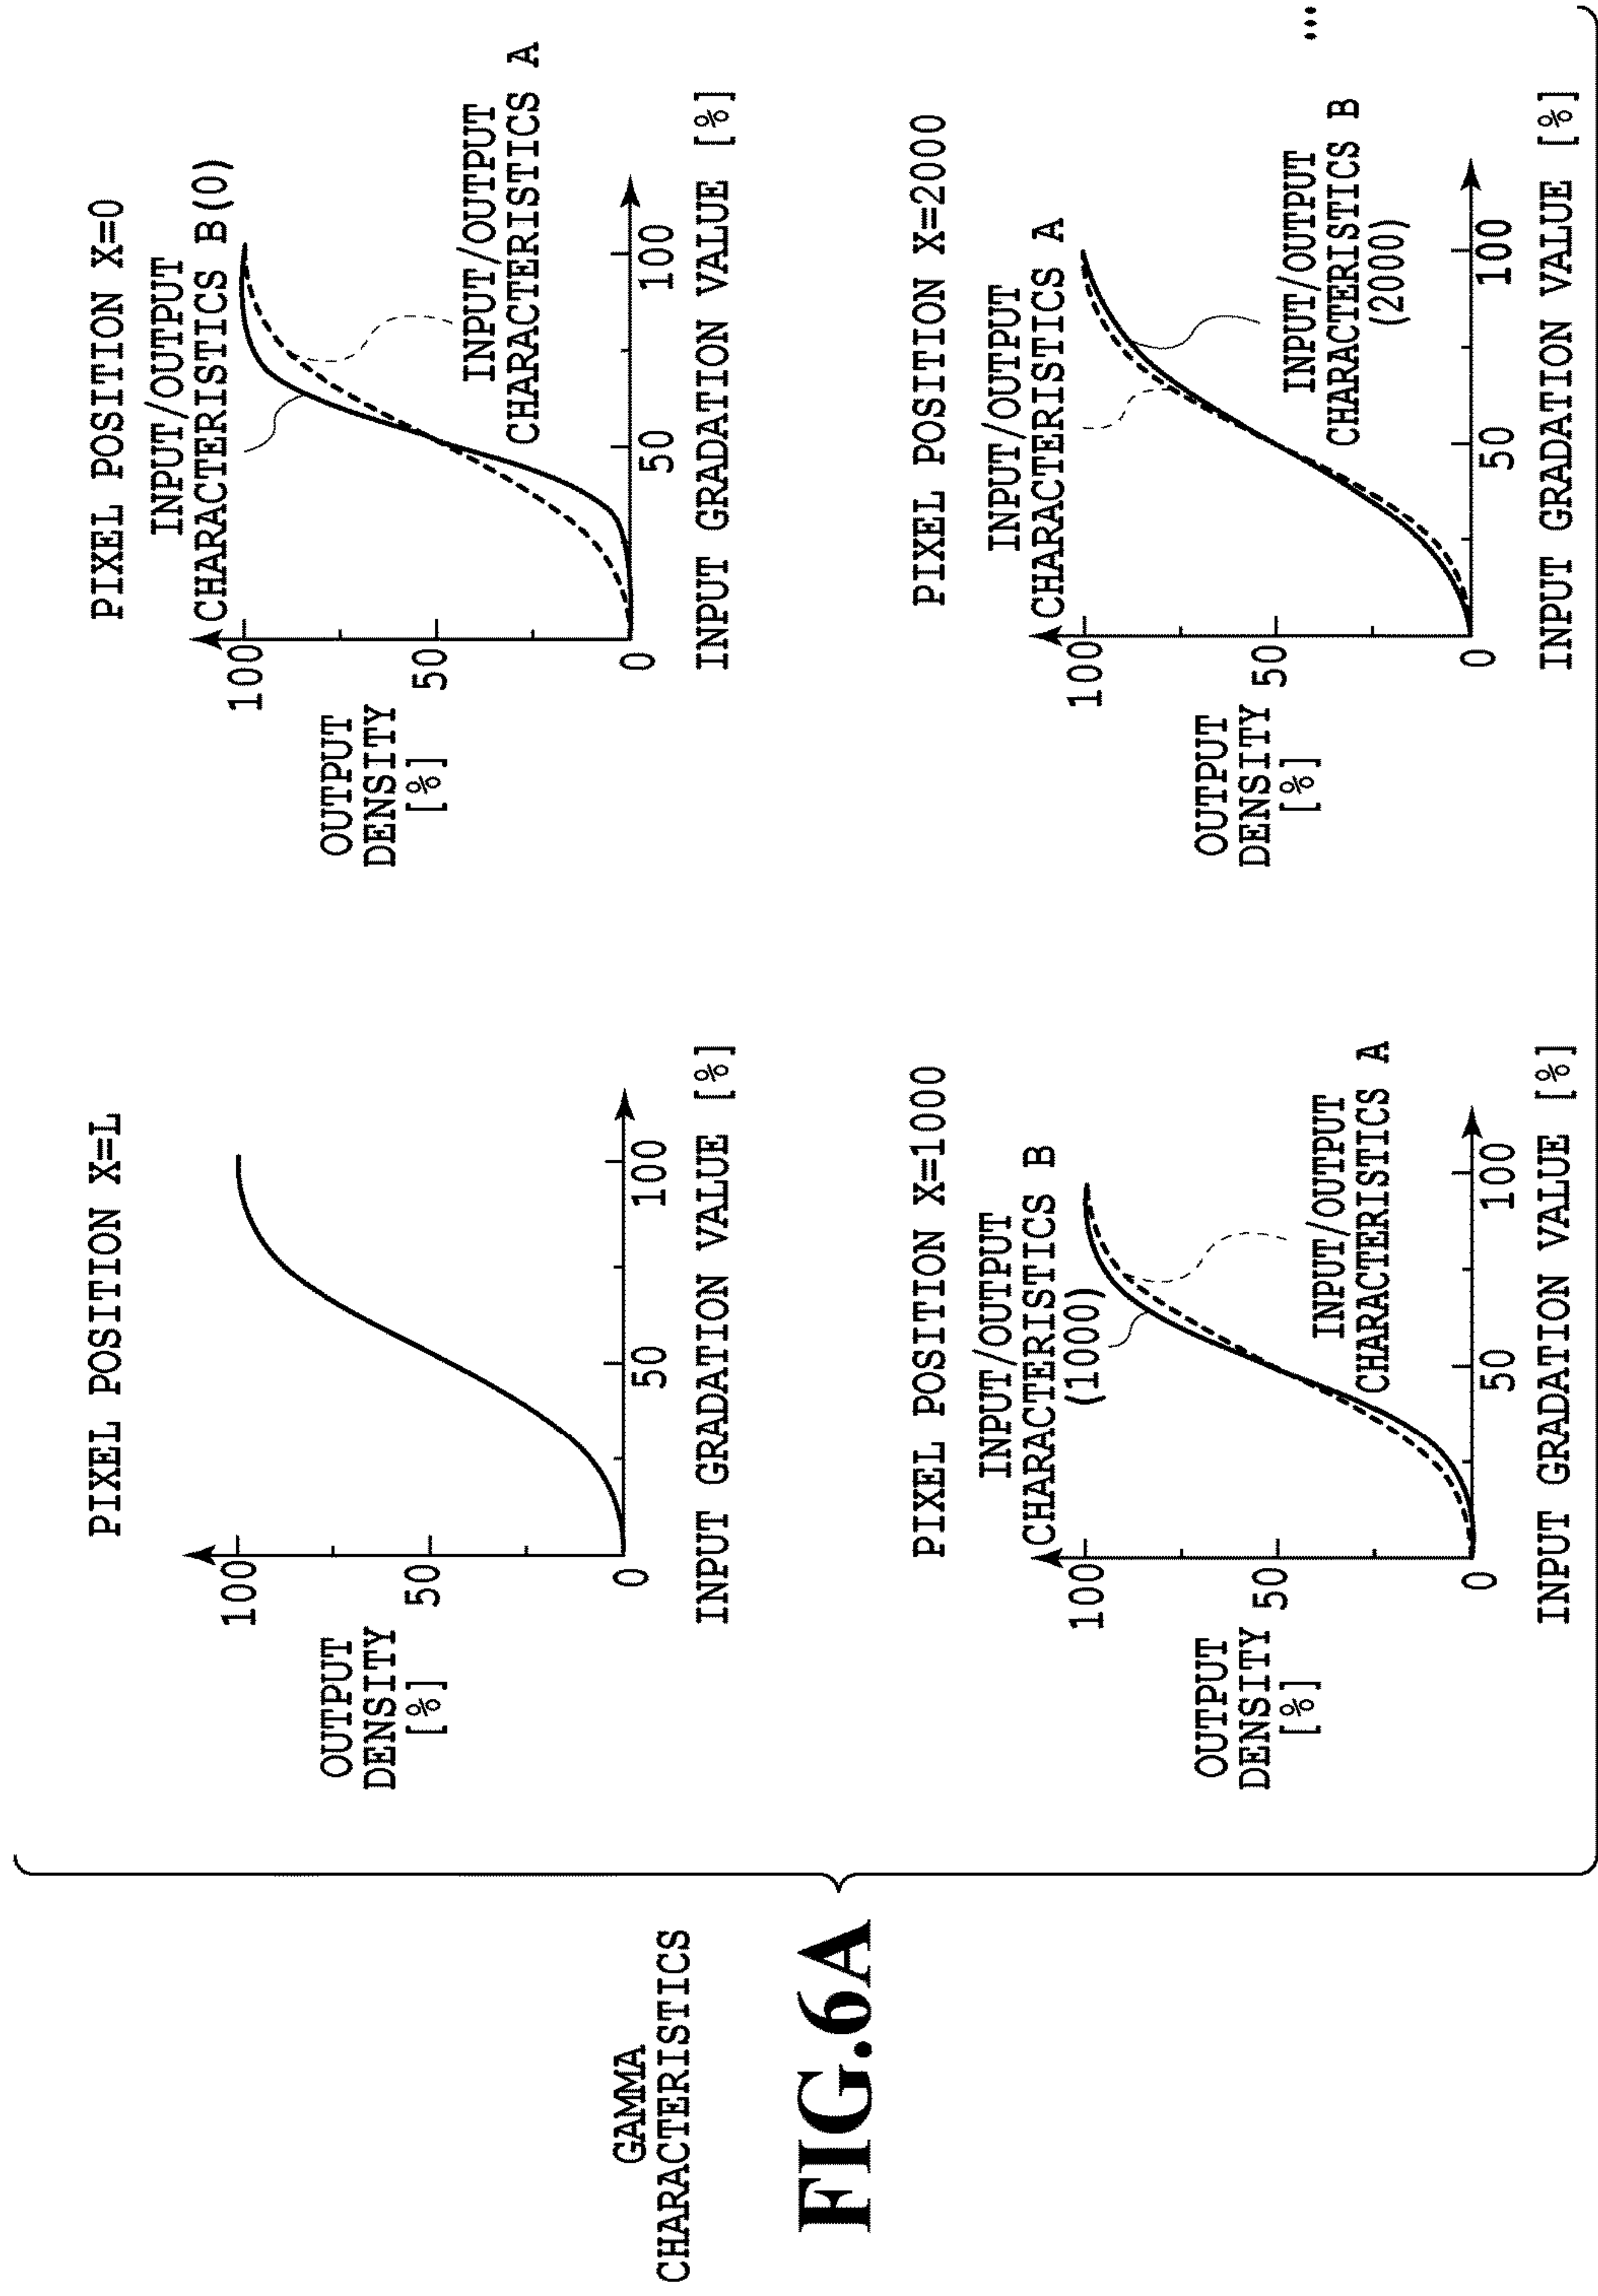 GAMMA
CHARACTERISTICS
FIG.6A
PIXEL POSITION X=L
OUTPUT
DENSITY
[%]
100
50
0
50
100
INPUT GRADATION VALUE [%]
PIXEL POSITION X=0
INPUT/OUTPUT
CHARACTERISTICS B(0)
OUTPUT
DENSITY
[%]
100
50
0
50
100
INPUT/OUTPUT
CHARACTERISTICS A
INPUT GRADATION VALUE [%]
PIXEL POSITION X=1000
INPUT/OUTPUT
CHARACTERISTICS B
(1000)
OUTPUT
DENSITY
[%]
100
50
0
50
100
INPUT/OUTPUT
CHARACTERISTICS A
INPUT GRADATION VALUE [%]
PIXEL POSITION X=2000
INPUT/OUTPUT
CHARACTERISTICS A
OUTPUT
DENSITY
[%]
100
50
0
50
100
INPUT/OUTPUT
CHARACTERISTICS B
(2000)
INPUT GRADATION VALUE [%]
...